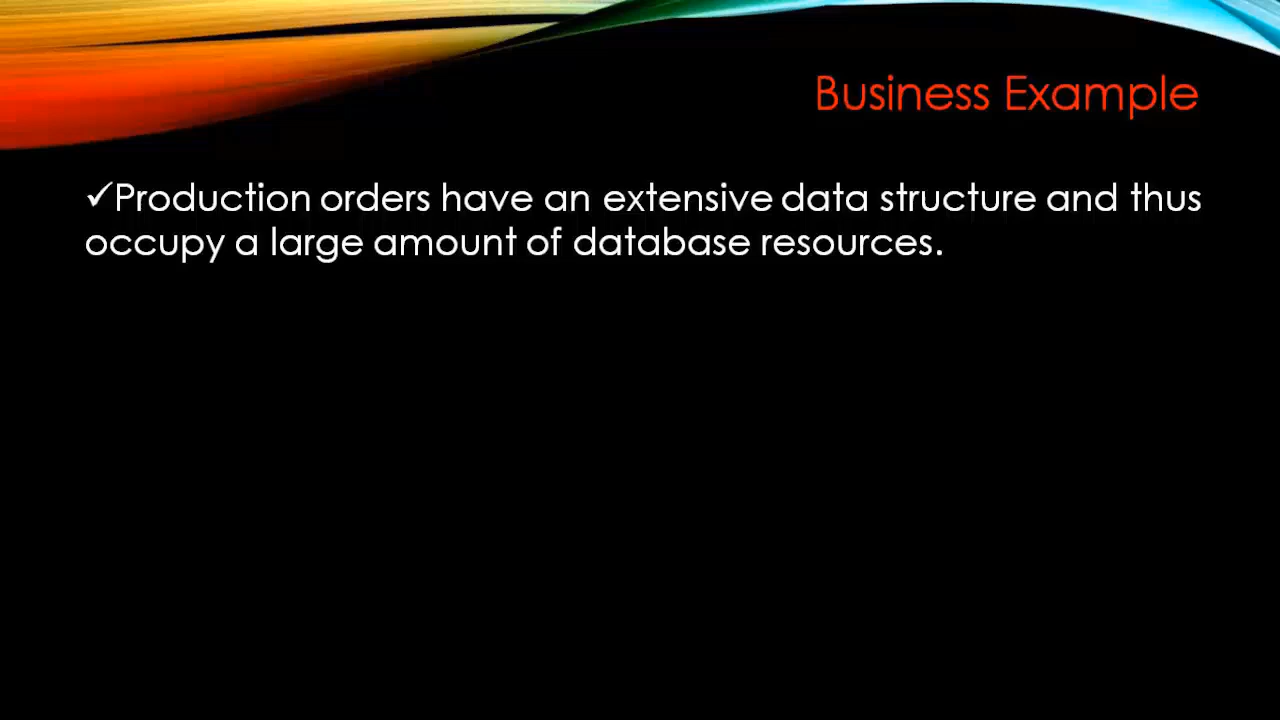 Business Example
✓Production orders have an extensive data structure and thus
occupy a large amount of database resources.